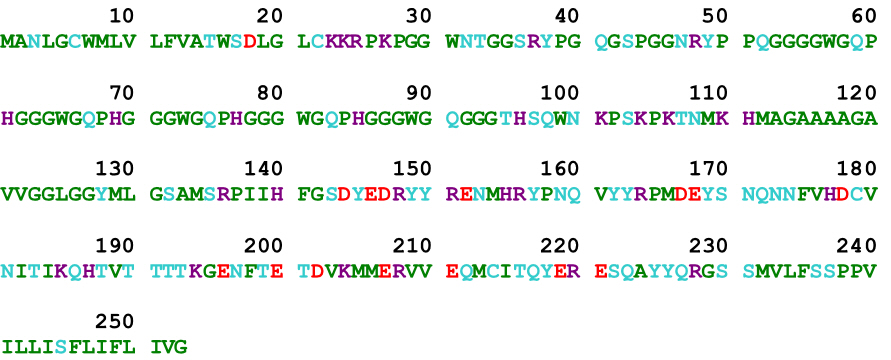 10 20 30 40 50 60
MANLGCWMLV LFVATWSDLG LCKKRPKPGG WNTGGSRYPG QGSPGGNRYP PQGGGGWGQP
70 80 90 100 110 120
HGGGWGQPHG GGWGQPHGGG WGQPHGGGWG QGGGTHSQWN KPSKPKTNMK HMAGAAAAGA
130 140 150 160 170 180
VVGGLGGYML GSAMSRPIIH FGSDYEDRYY RENMHRYPNQ VYYRPMDEYS NQNNFVHDCV
190 200 210 220 230 240
NITIKQHTVT TTTKGENFTE TDVKMMERVV EQMCITQYER ESQAYYQRGS SMVLFSSPPV
250
ILLISFLIFL IVG